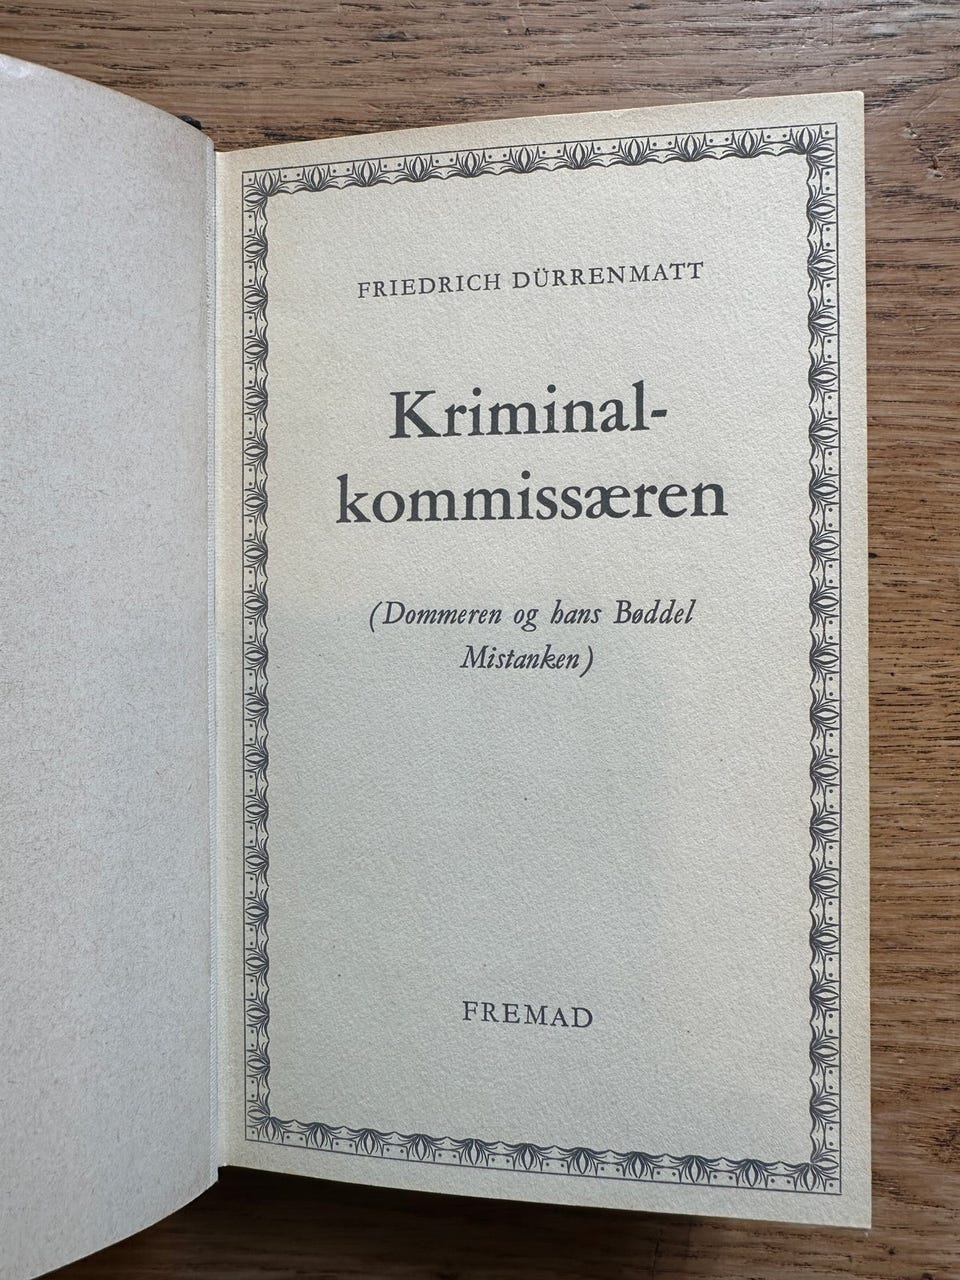 FRIEDRICH DÜRRENMATT
Kriminal-
kommissæren
(Dommeren og hans Bøddel
Mistanken)
FREMAD